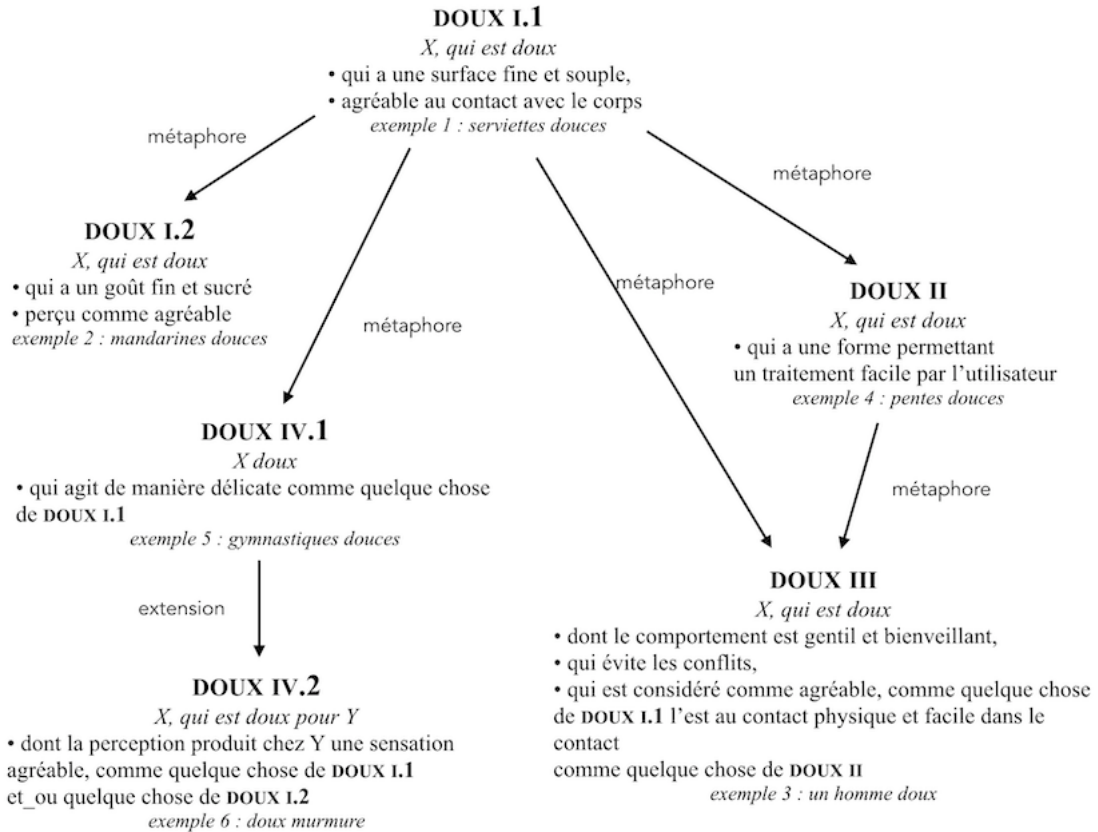 DOUX I.1
X, qui est doux
• qui a une surface fine et souple,
• agréable au contact avec le corps
exemple 1 : serviettes douces
métaphore
métaphore
DOUX I.2
X, qui est doux
• qui a un goût fin et sucré
• perçu comme agréable
exemple 2 : mandarines douces
métaphore
métaphore
DOUX II
X, qui est doux
• qui a une forme permettant
un traitement facile par l’utilisateur
exemple 4 : pentes douces
DOUX IV.1
X doux
• qui agit de manière délicate comme quelque chose
de DOUX I.1
exemple 5 : gymnastiques douces
métaphore
extension
DOUX III
X, qui est doux
• dont le comportement est gentil et bienveillant,
• qui évite les conflits,
• qui est considéré comme agréable, comme quelque chose
de DOUX I.1 l’est au contact physique et facile dans le
contact
comme quelque chose de DOUX II
exemple 3 : un homme doux
DOUX IV.2
X, qui est doux pour Y
• dont la perception produit chez Y une sensation
agréable, comme quelque chose de DOUX I.1
et_ou quelque chose de DOUX I.2
exemple 6 : doux murmure